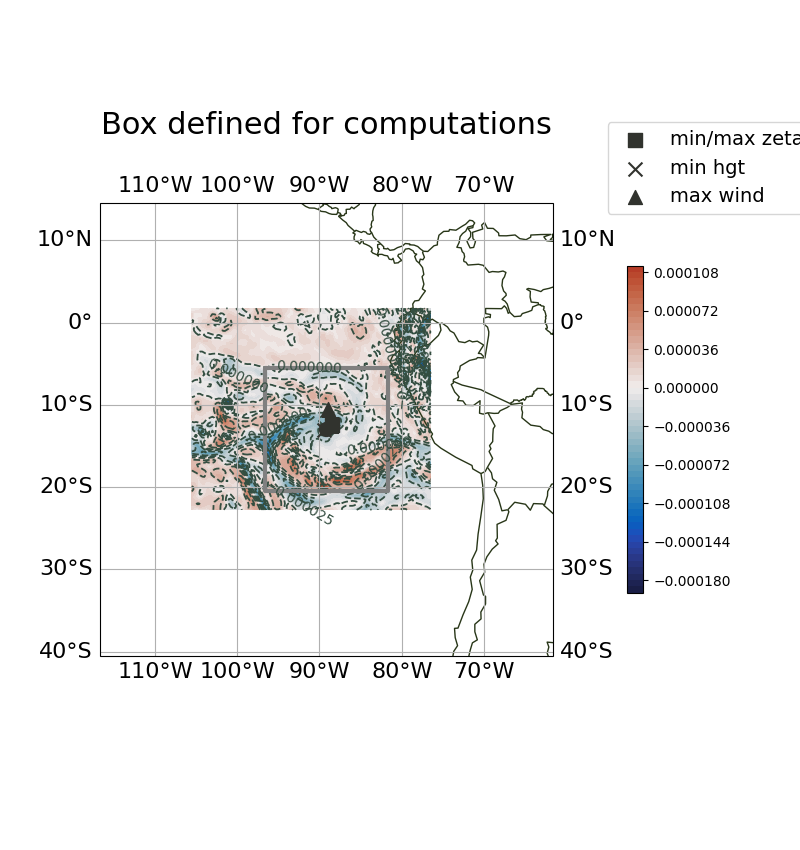 Box defined for computations
min/max zeta
min hgt
max wind
110°W 100°W 90°W 80°W 70°W
10°N 10°N
0° 0°
10°S 10°S
20°S 20°S
30°S 30°S
40°S 40°S
110°W 100°W 90°W 80°W 70°W
0.000108
0.000072
0.000036
0.000000
−0.000036
−0.000072
−0.000108
−0.000144
−0.000180
0.000000